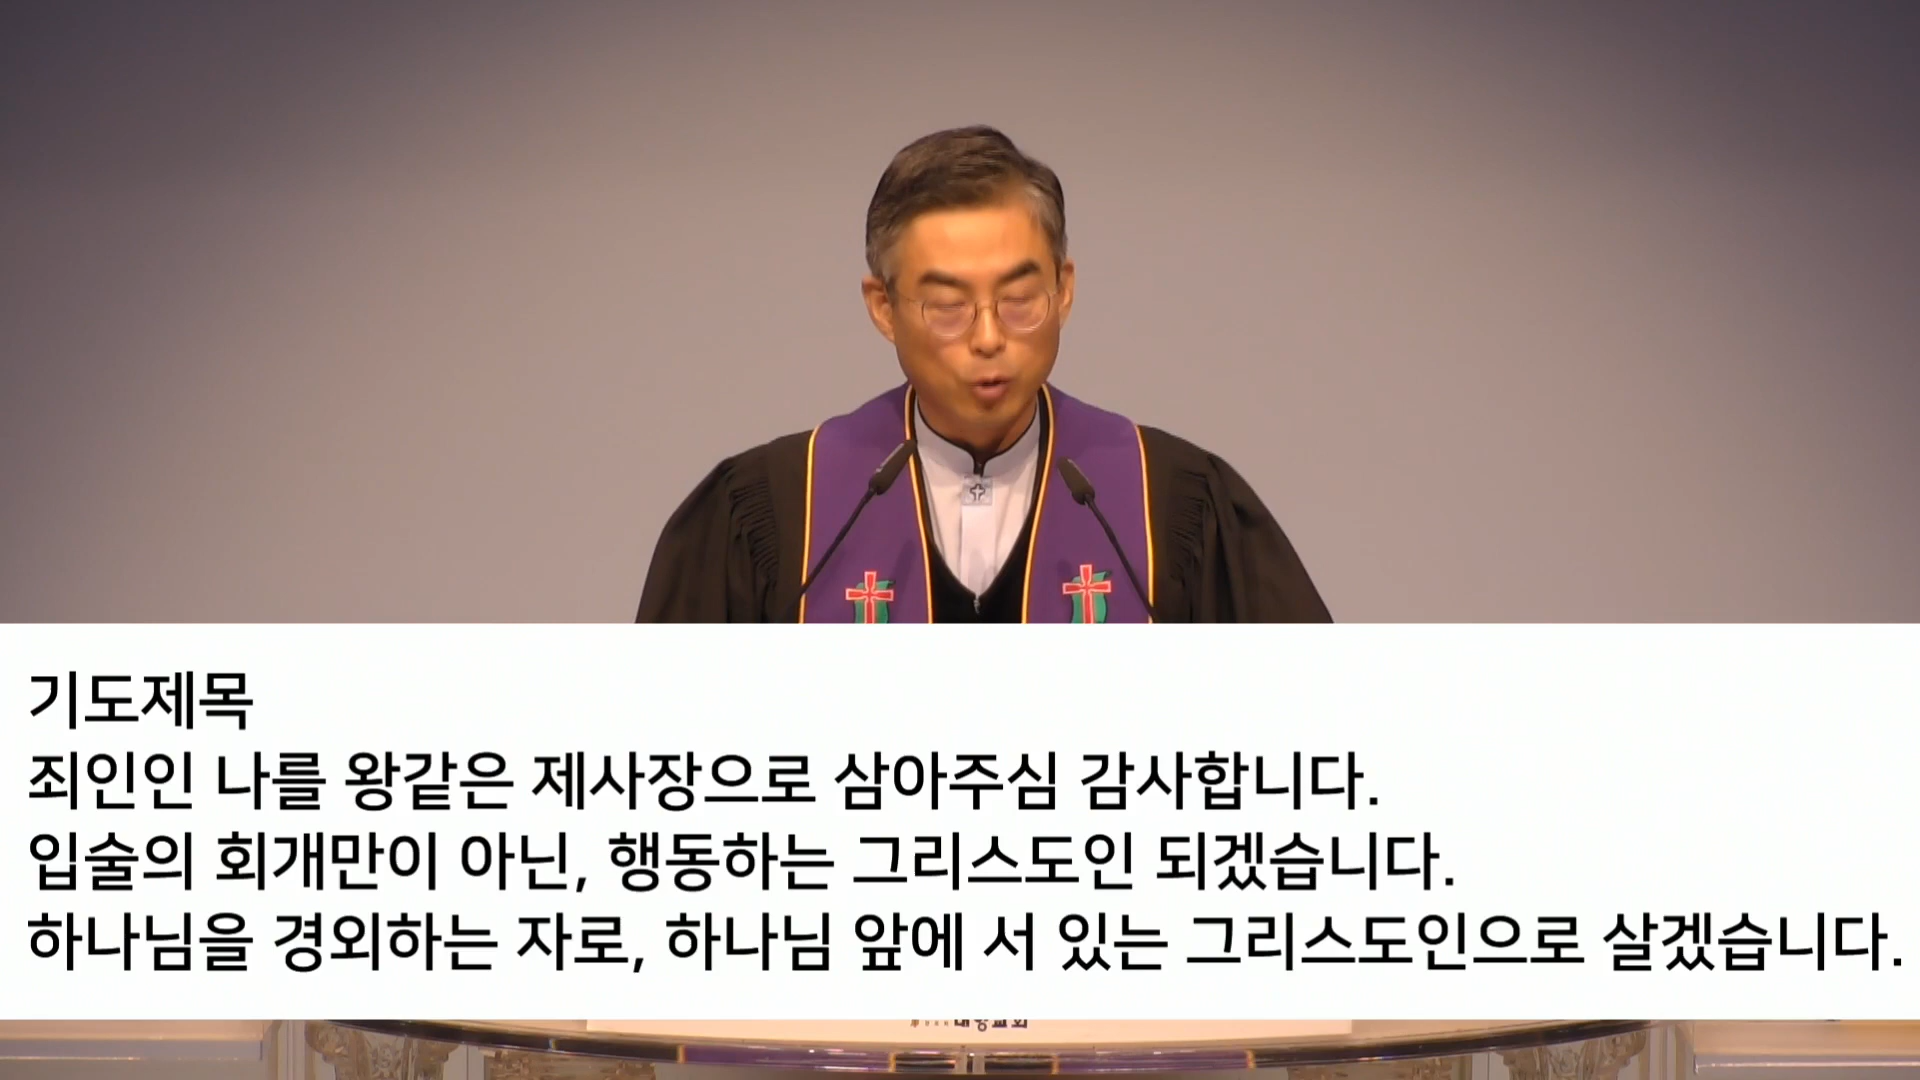 기도제목
죄인인 나를 왕같은 제사장으로 삼아주심 감사합니다.
입술의 회개만이 아닌, 행동하는 그리스도인 되겠습니다.
하나님을 경외하는 자로, 하나님 앞에 서 있는 그리스도인으로 살겠습니다.